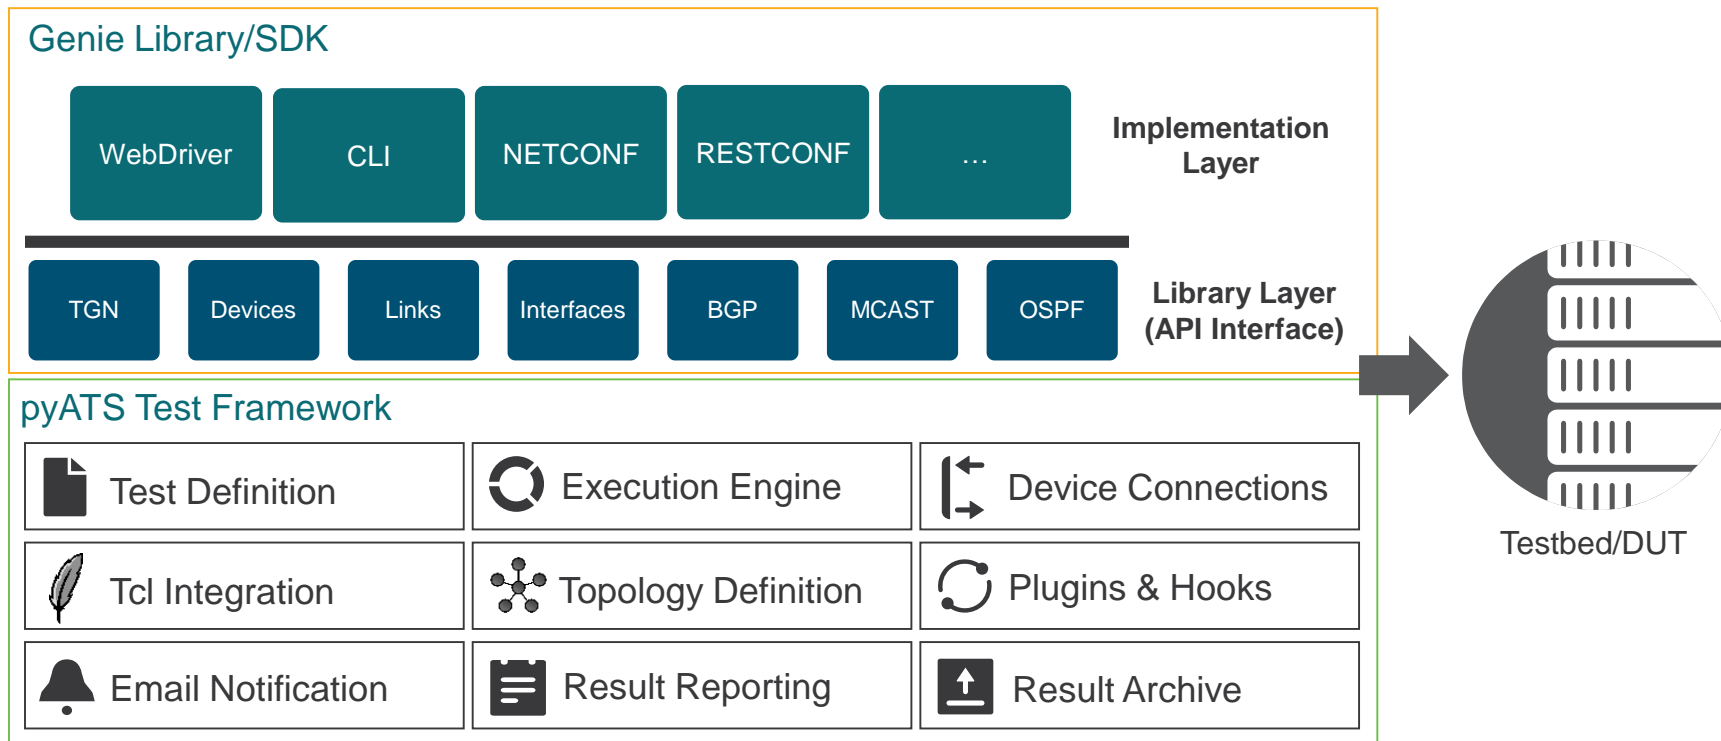 Genie Library/SDK
WebDriver
CLI
NETCONF
RESTCONF
...
Implementation
Layer
TGN
Devices
Links
Interfaces
BGP
MCAST
OSPF
Library Layer
(API Interface)
pyATS Test Framework
Test Definition
Execution Engine
Device Connections
Tcl Integration
Topology Definition
Plugins & Hooks
Email Notification
Result Reporting
Result Archive
Testbed/DUT